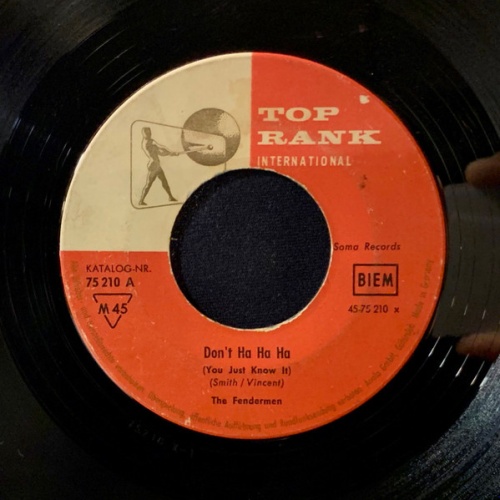 TOP
RANK
INTERNATIONAL
Soma Records
KATALOG-NR.
75 210 A
M 45
BIEM
45-75 210 x
Don't Ha Ha Ha
(You Just Know It)
(Smith / Vincent)
The Fendermen